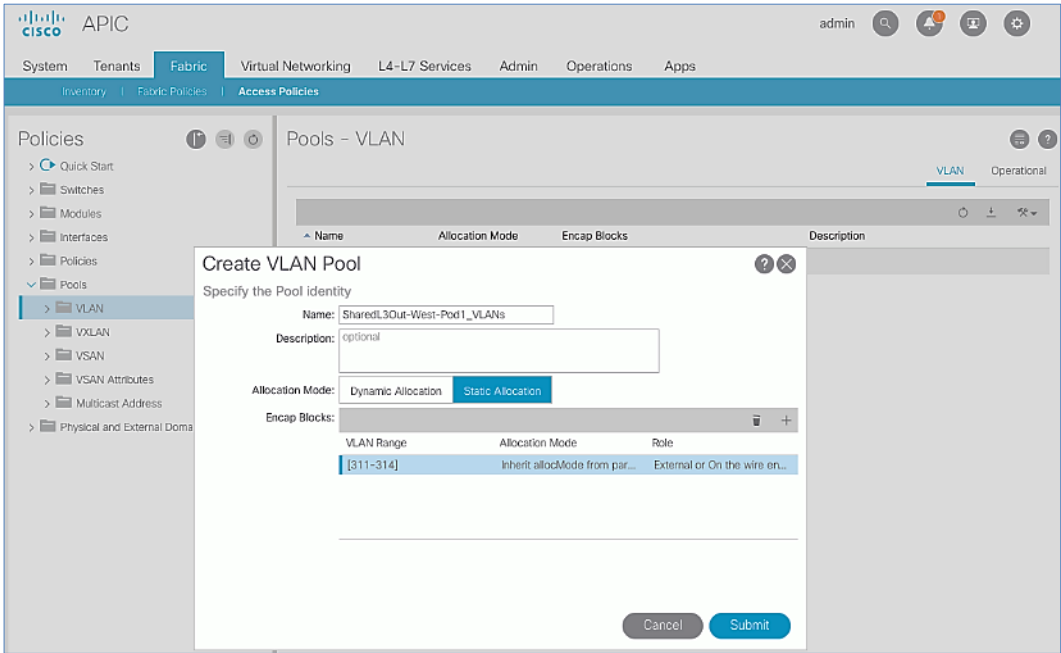 CISCO APIC admin 1
System Tenants Fabric Virtual Networking L4-L7 Services Admin Operations Apps
Inventory | Fabric Policies | Access Policies
Policies
Quick Start
Switches
Modules
Interfaces
Policies
Pools
VLAN
VXLAN
VSAN
VSAN Attributes
Multicast Address
Physical and External Doma
Pools - VLAN
VLAN Operational
Name Allocation Mode Encap Blocks Description
Create VLAN Pool
Specify the Pool identity
Name: SharedL3Out-West-Pod1_VLANs
Description: optional
Allocation Mode: Dynamic Allocation Static Allocation
Encap Blocks:
VLAN Range Allocation Mode Role
[311-314] Inherit allocMode from par... External or On the wire en...
Cancel Submit